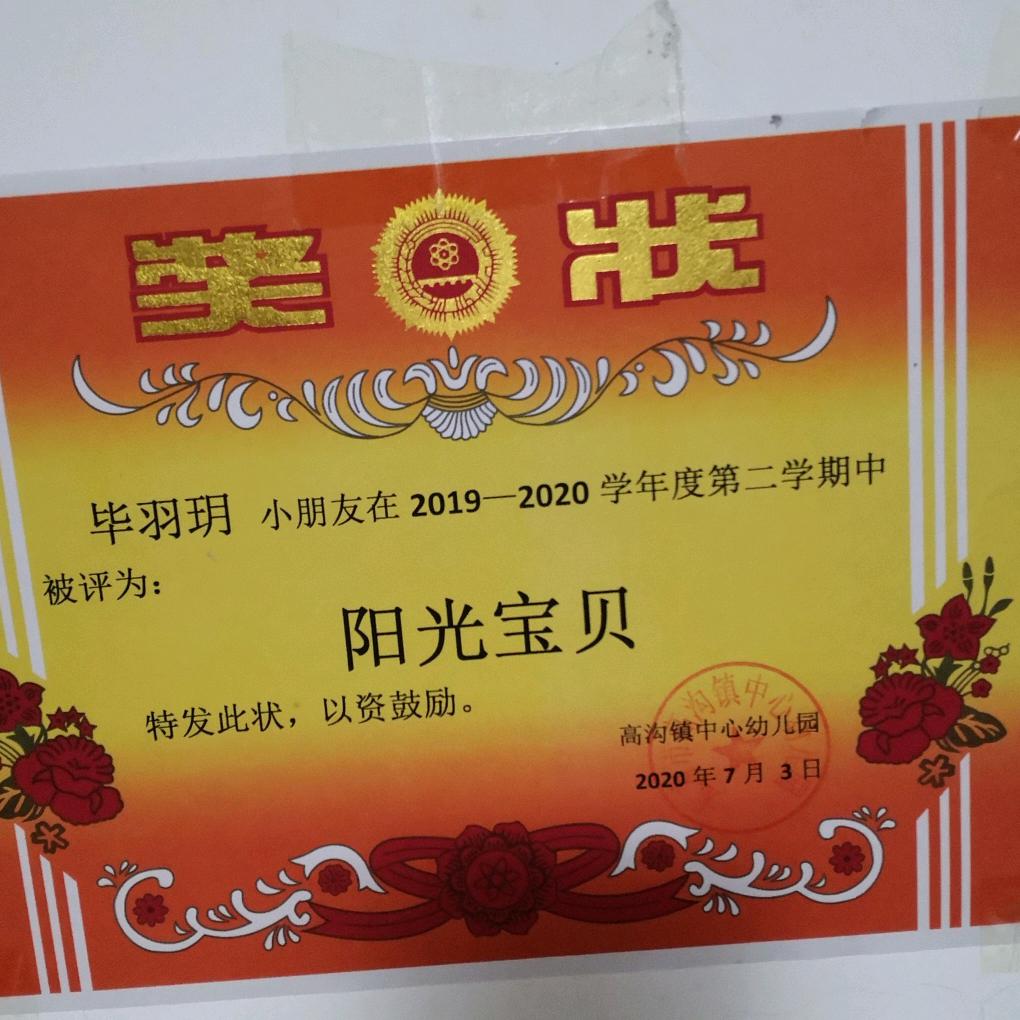 奖状
毕羽玥 小朋友在 2019—2020 学年度第二学期中
被评为：
阳光宝贝
特发此状，以资鼓励。
高沟镇中心幼儿园
2020 年 7 月 3 日